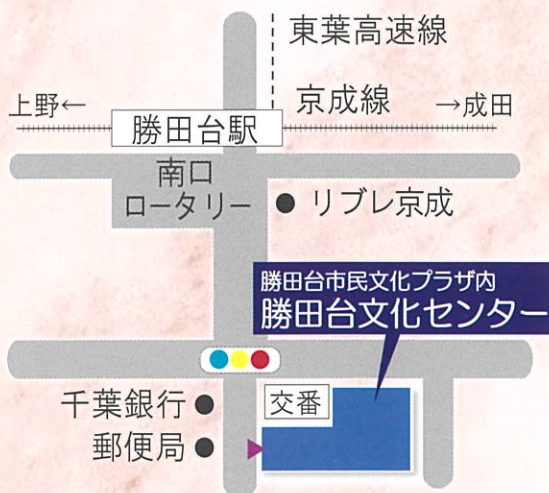 東葉高速線
上野←
京成線
→成田
勝田台駅
南口
ロータリー
リブレ京成
勝田台市民文化プラザ内
勝田台文化センター
千葉銀行
交番
郵便局